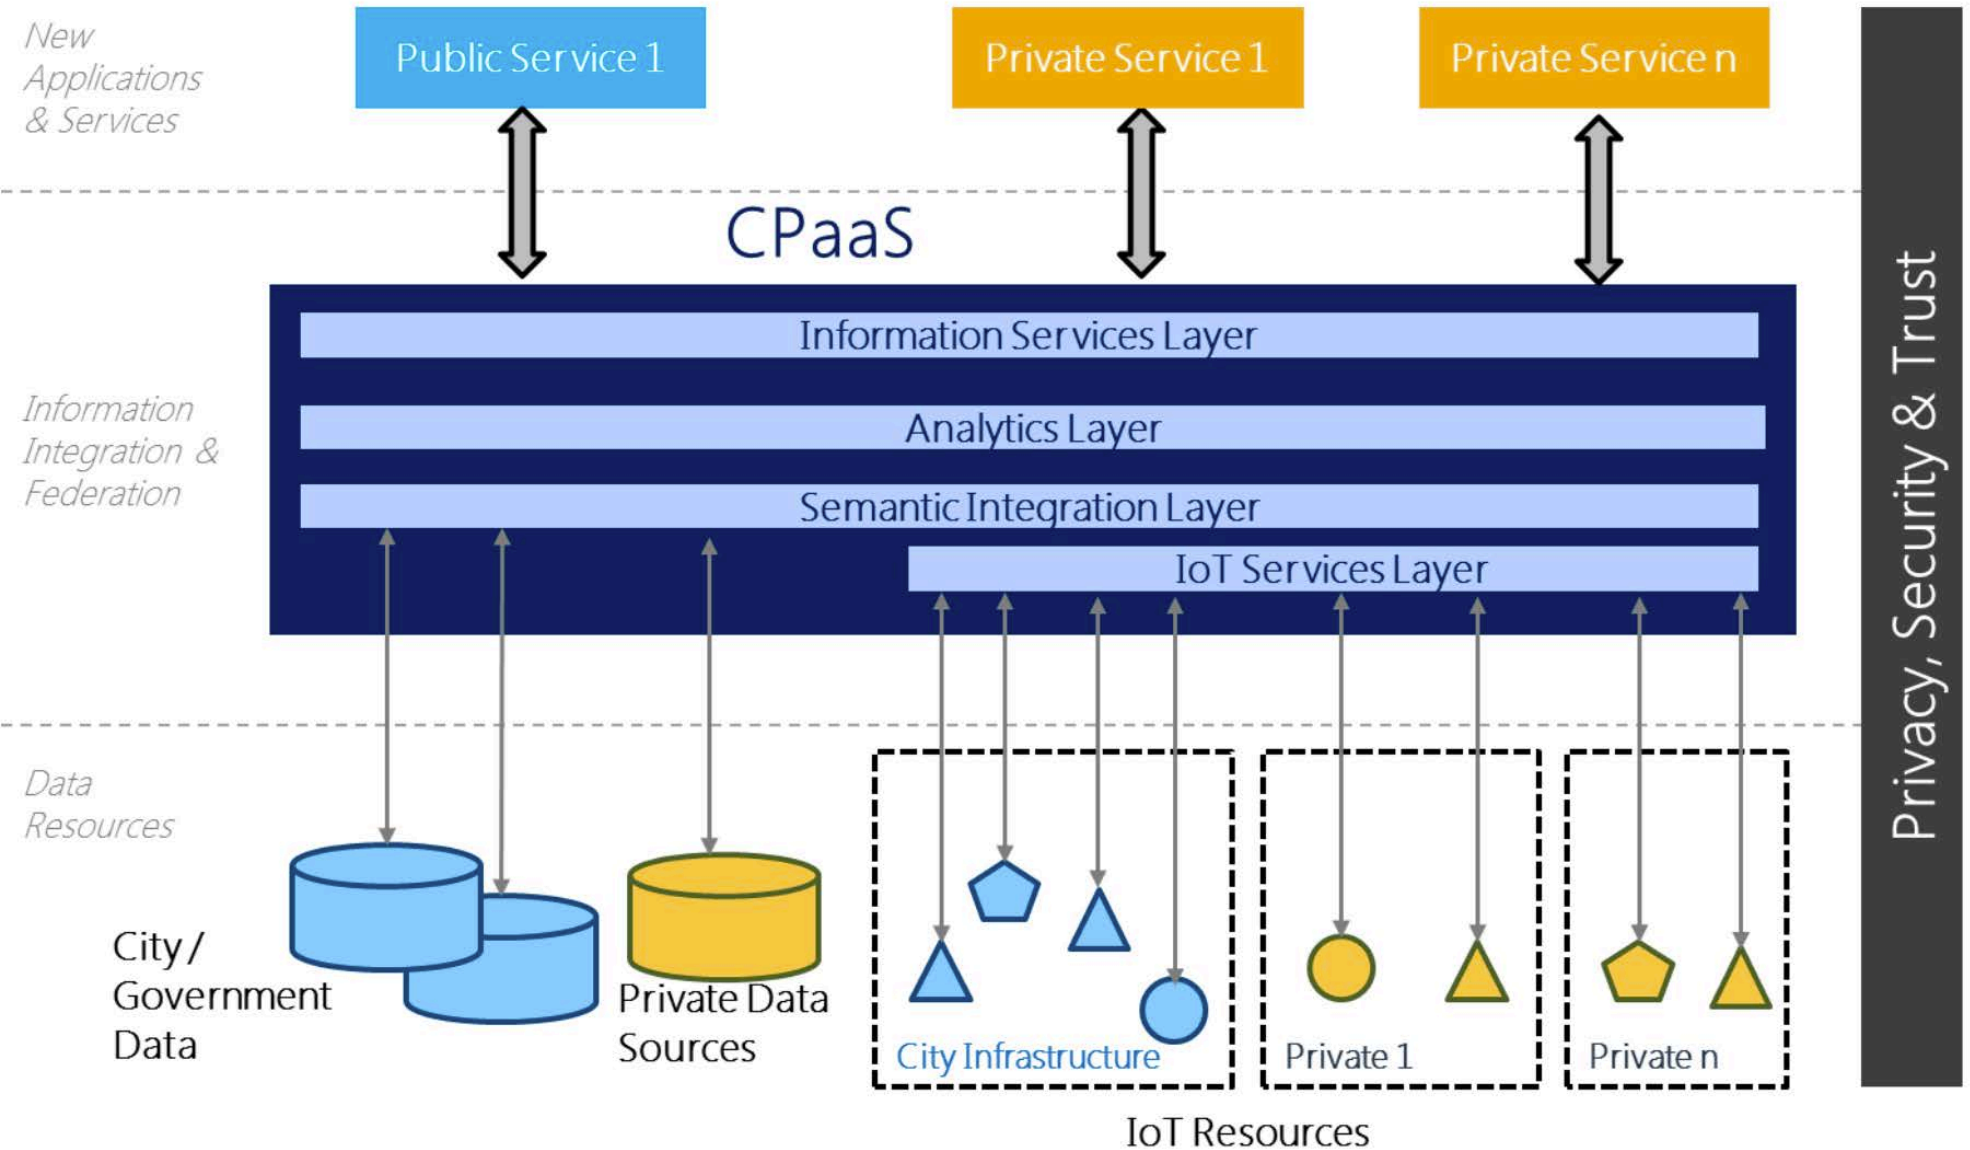 New
Applications
& Services
Public Service 1
Private Service 1
Private Service n
CPaaS
Information Services Layer
Analytics Layer
Semantic Integration Layer
IoT Services Layer
Information
Integration &
Federation
Privacy, Security & Trust
Data
Resources
City /
Government
Data
Private Data
Sources
City Infrastructure
Private 1
Private n
IoT Resources